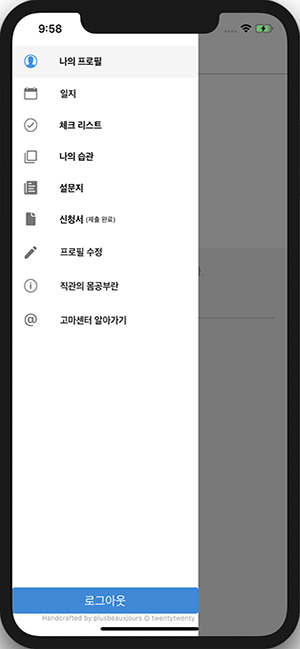 9:58
나의 프로필
일지
체크 리스트
나의 습관
설문지
신청서 (제출 완료)
프로필 수정
직관의 몸공부란
고마센터 알아가기
로그아웃
Handcrafted by plusbeauxjours © twentytwenty.